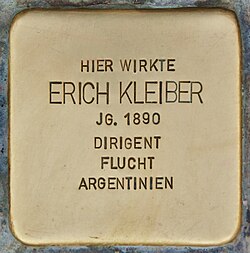 HIER WIRKTE
ERICH KLEIBER
JG. 1890
DIRIGENT
FLUCHT
ARGENTINIEN